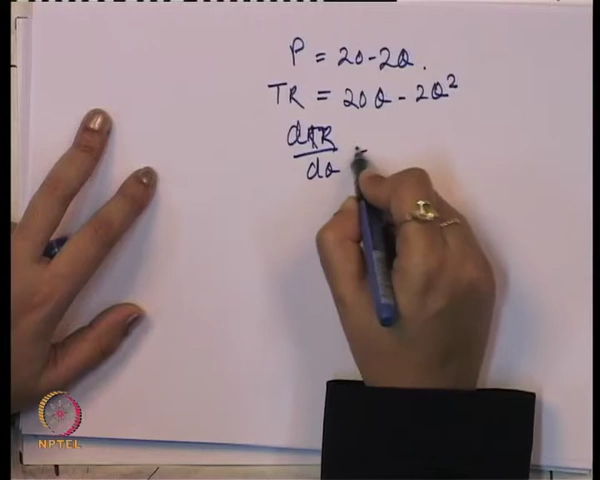 P = 20-2Q.
TR = 20Q - 2Q²
dTR
dQ
NPTEL